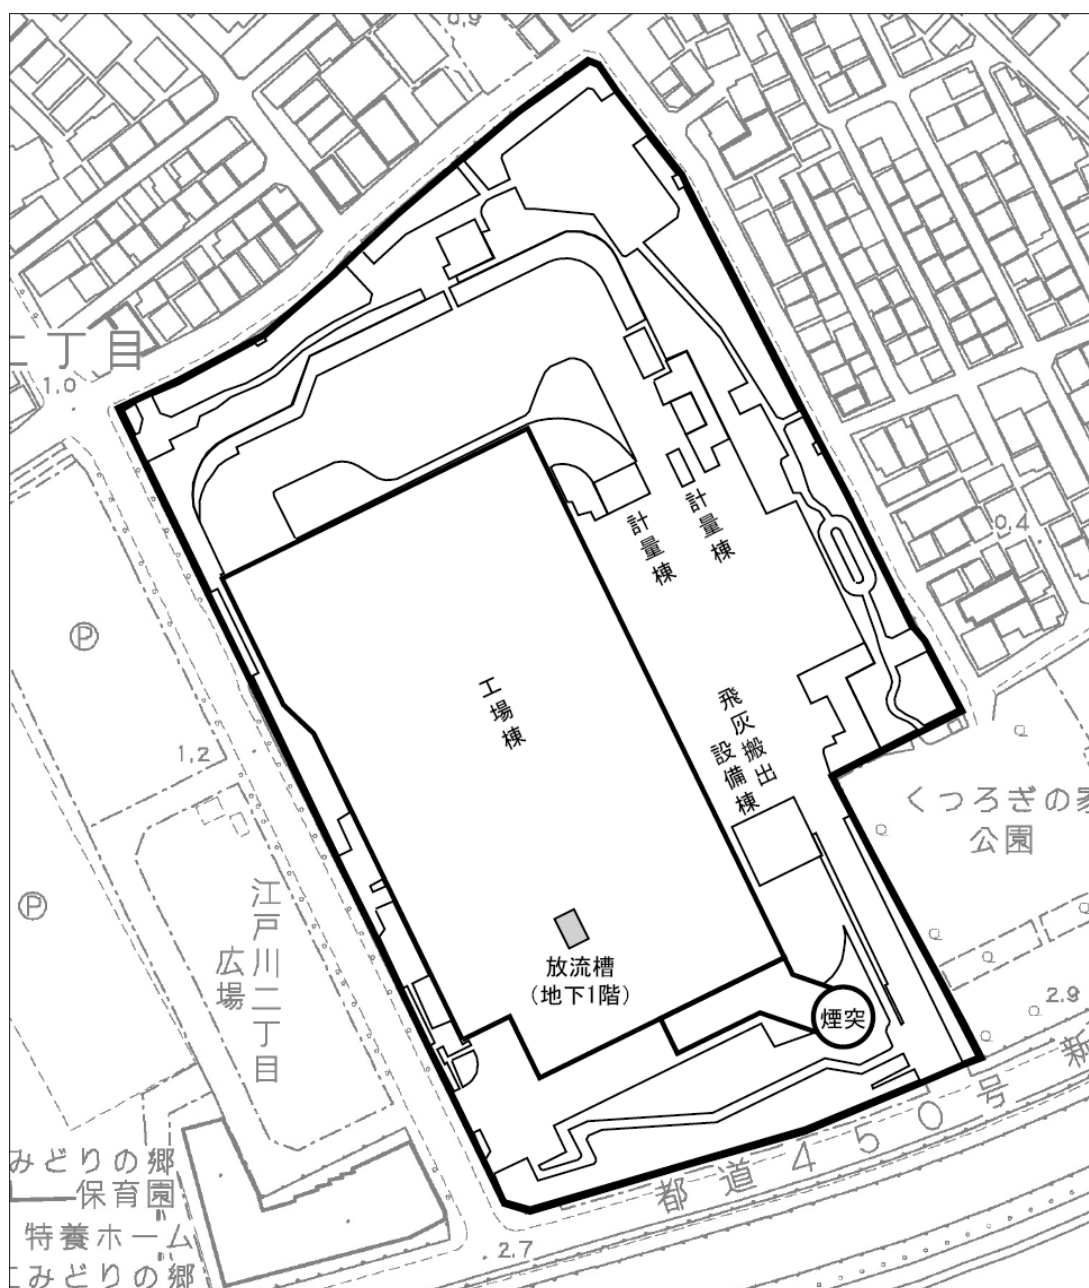 0.9
二丁目
1.0
計量棟
計量棟
0.4
Ⓟ
工場棟
飛灰搬出
設備棟
1.2
くつろぎの家
公園
Ⓟ
江戸川二丁目
広場
放流槽
（地下1階）
煙突
2.9
都道450号新
みどりの郷
保育園
特養ホーム
みどりの郷
2.7